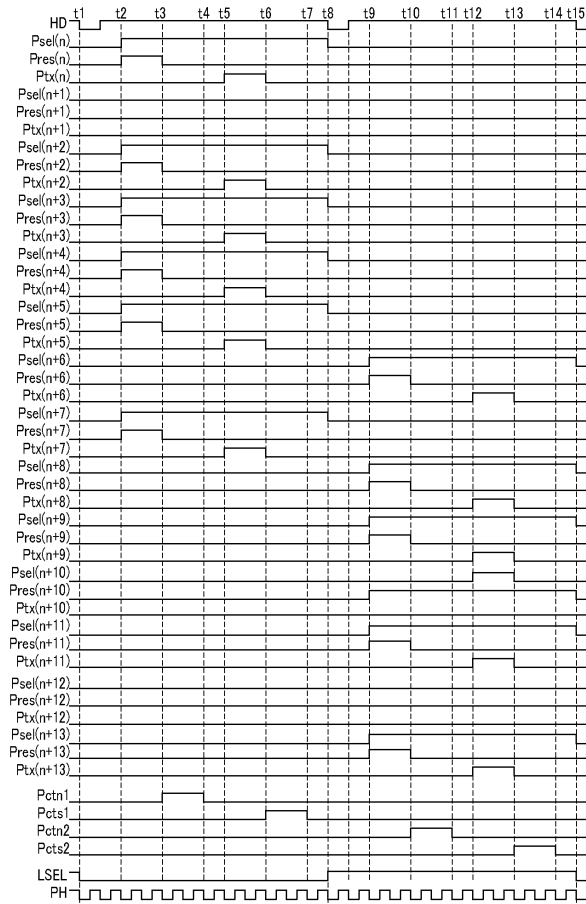 t1 t2 t3 t4 t5 t6 t7 t8 t9 t10 t11 t12 t13 t14 t15
HD
Psel(n)
Pres(n)
Ptx(n)
Psel(n+1)
Pres(n+1)
Ptx(n+1)
Psel(n+2)
Pres(n+2)
Ptx(n+2)
Psel(n+3)
Pres(n+3)
Ptx(n+3)
Psel(n+4)
Pres(n+4)
Ptx(n+4)
Psel(n+5)
Pres(n+5)
Ptx(n+5)
Psel(n+6)
Pres(n+6)
Ptx(n+6)
Psel(n+7)
Pres(n+7)
Ptx(n+7)
Psel(n+8)
Pres(n+8)
Ptx(n+8)
Psel(n+9)
Pres(n+9)
Ptx(n+9)
Psel(n+10)
Pres(n+10)
Ptx(n+10)
Psel(n+11)
Pres(n+11)
Ptx(n+11)
Psel(n+12)
Pres(n+12)
Ptx(n+12)
Psel(n+13)
Pres(n+13)
Ptx(n+13)
Pctn1
Pcts1
Pctn2
Pcts2
LSEL
PH